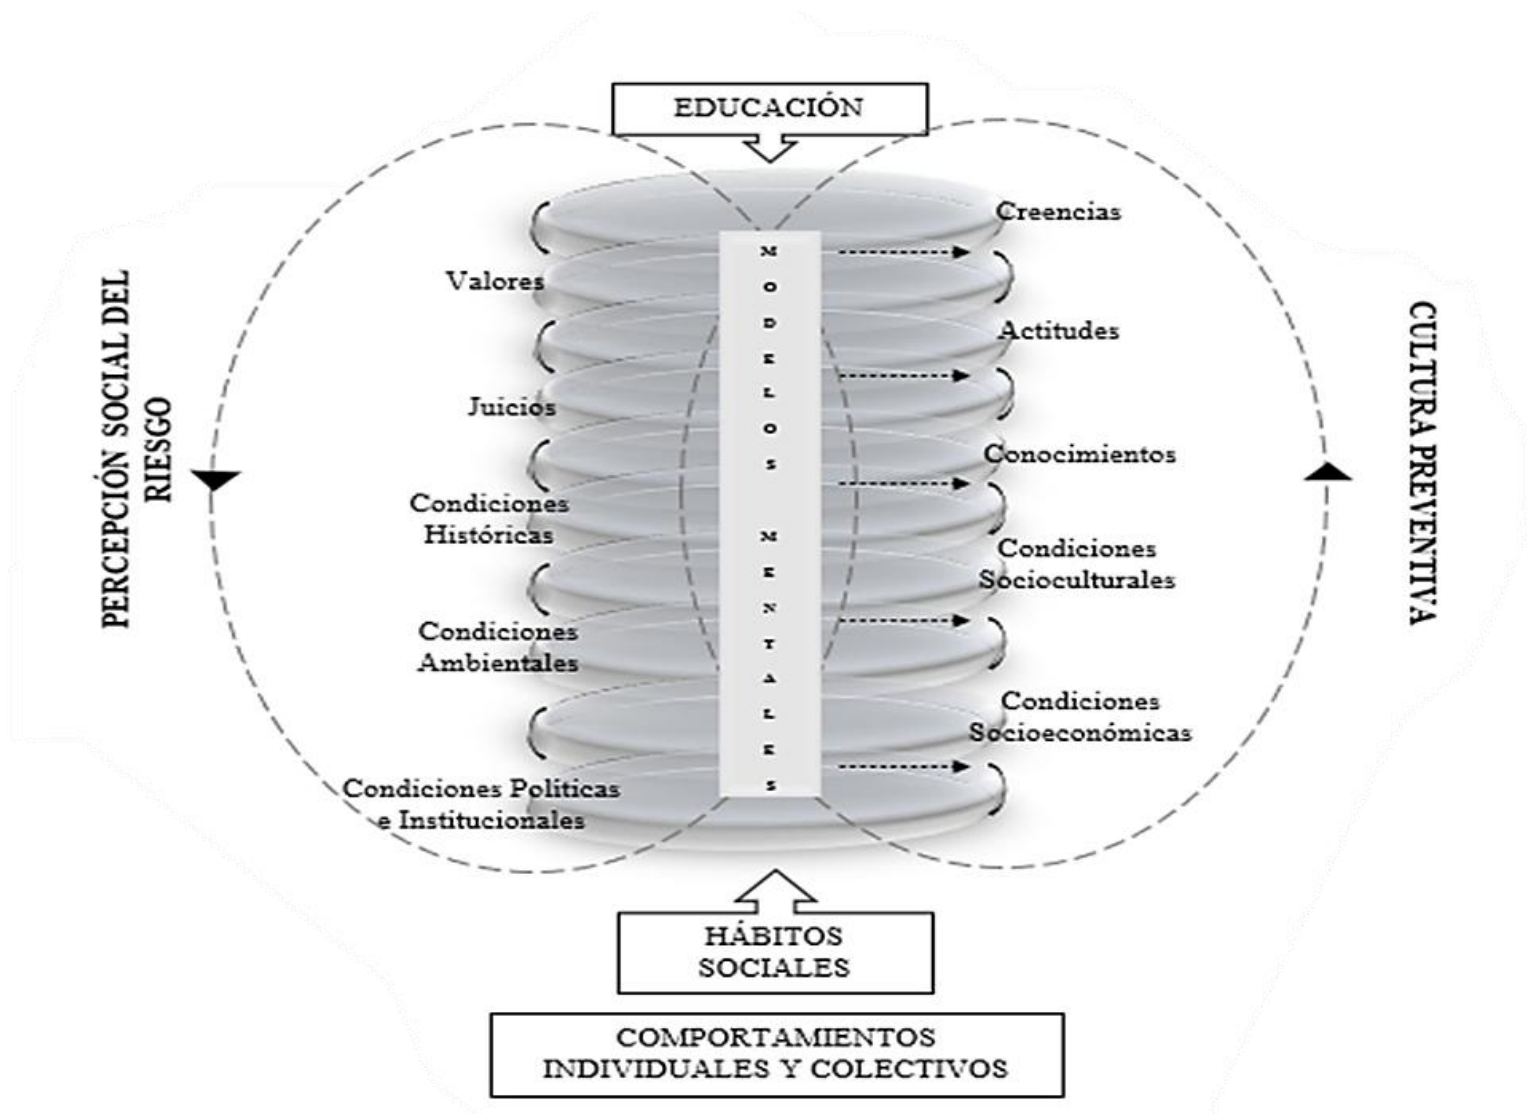 EDUCACIÓN
Creencias
Valores
Actitudes
Juicios
Conocimientos
Condiciones
Históricas
Condiciones
Socioculturales
Condiciones
Ambientales
Condiciones
Socioeconómicas
Condiciones Políticas
e Institucionales
MODELOS MENTALES
PERCEPCIÓN SOCIAL DEL
RIESGO
CULTURA PREVENTIVA
HÁBITOS
SOCIALES
COMPORTAMIENTOS
INDIVIDUALES Y COLECTIVOS